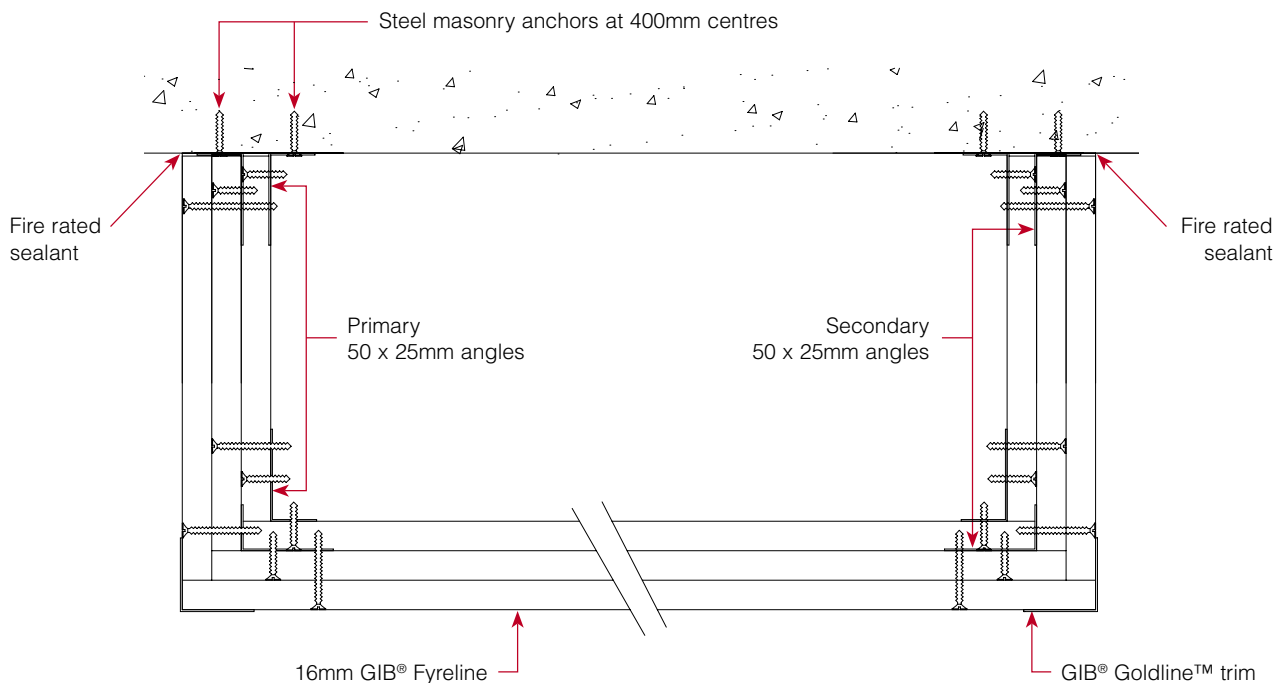 Steel masonry anchors at 400mm centres
Fire rated
sealant
Fire rated
sealant
Primary
50 x 25mm angles
Secondary
50 x 25mm angles
16mm GIB® Fyreline
GIB® Goldline™ trim